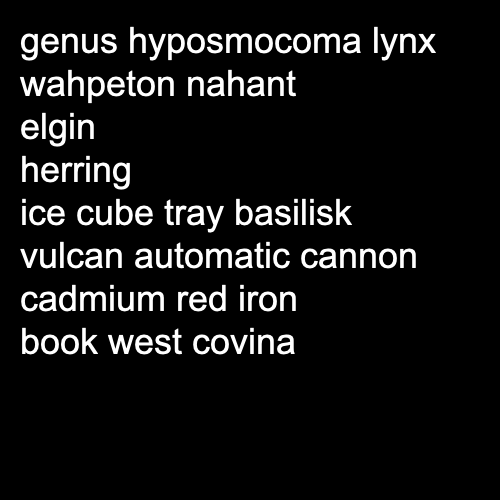 genus hyposmocoma lynx
wahpeton nahant
elgin
herring
ice cube tray basilisk
vulcan automatic cannon
cadmium red iron
book west covina